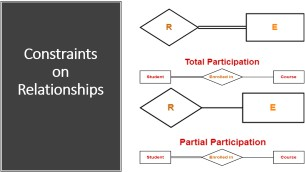 Constraints
on
Relationships
R E
Total Participation
Student Enrolled in Course
R E
Partial Participation
Student Enrolled in Course